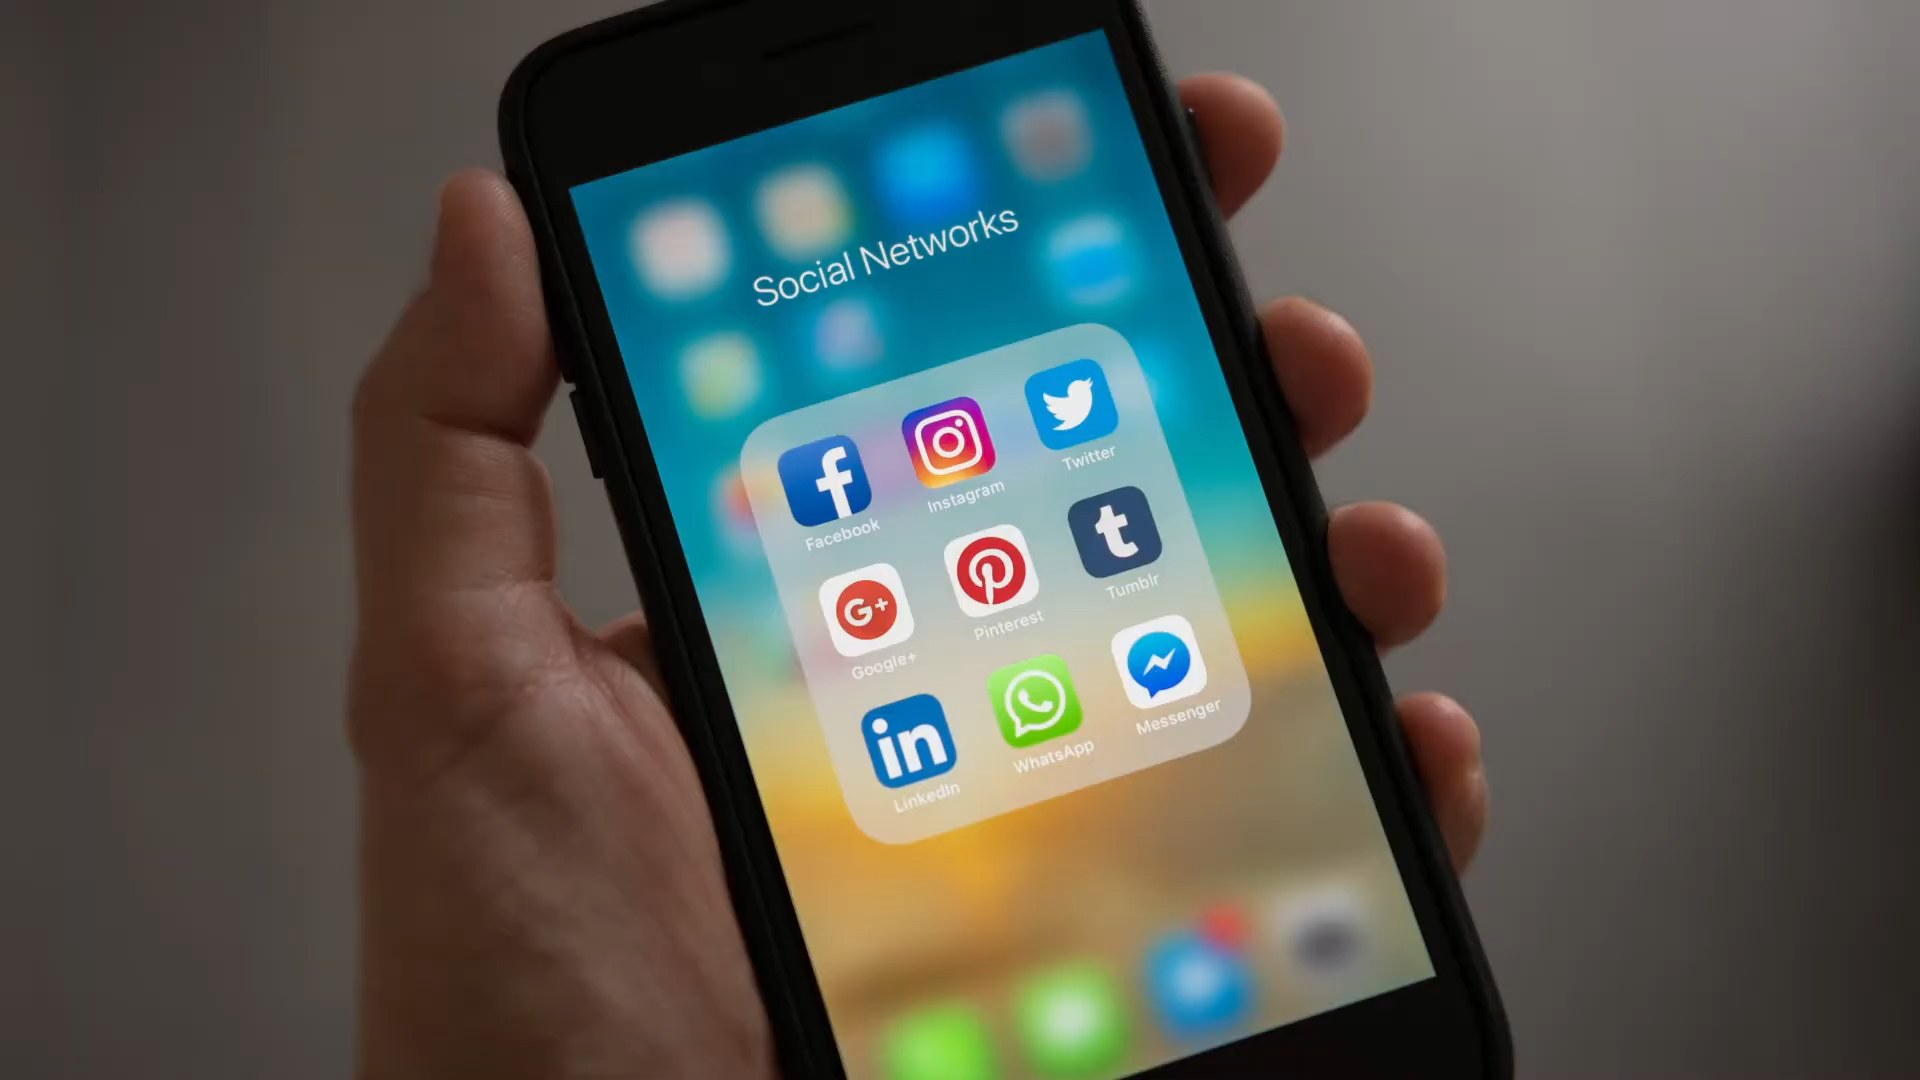 Social Networks
Facebook
Instagram
Twitter
Google+
Pinterest
Tumblr
LinkedIn
WhatsApp
Messenger